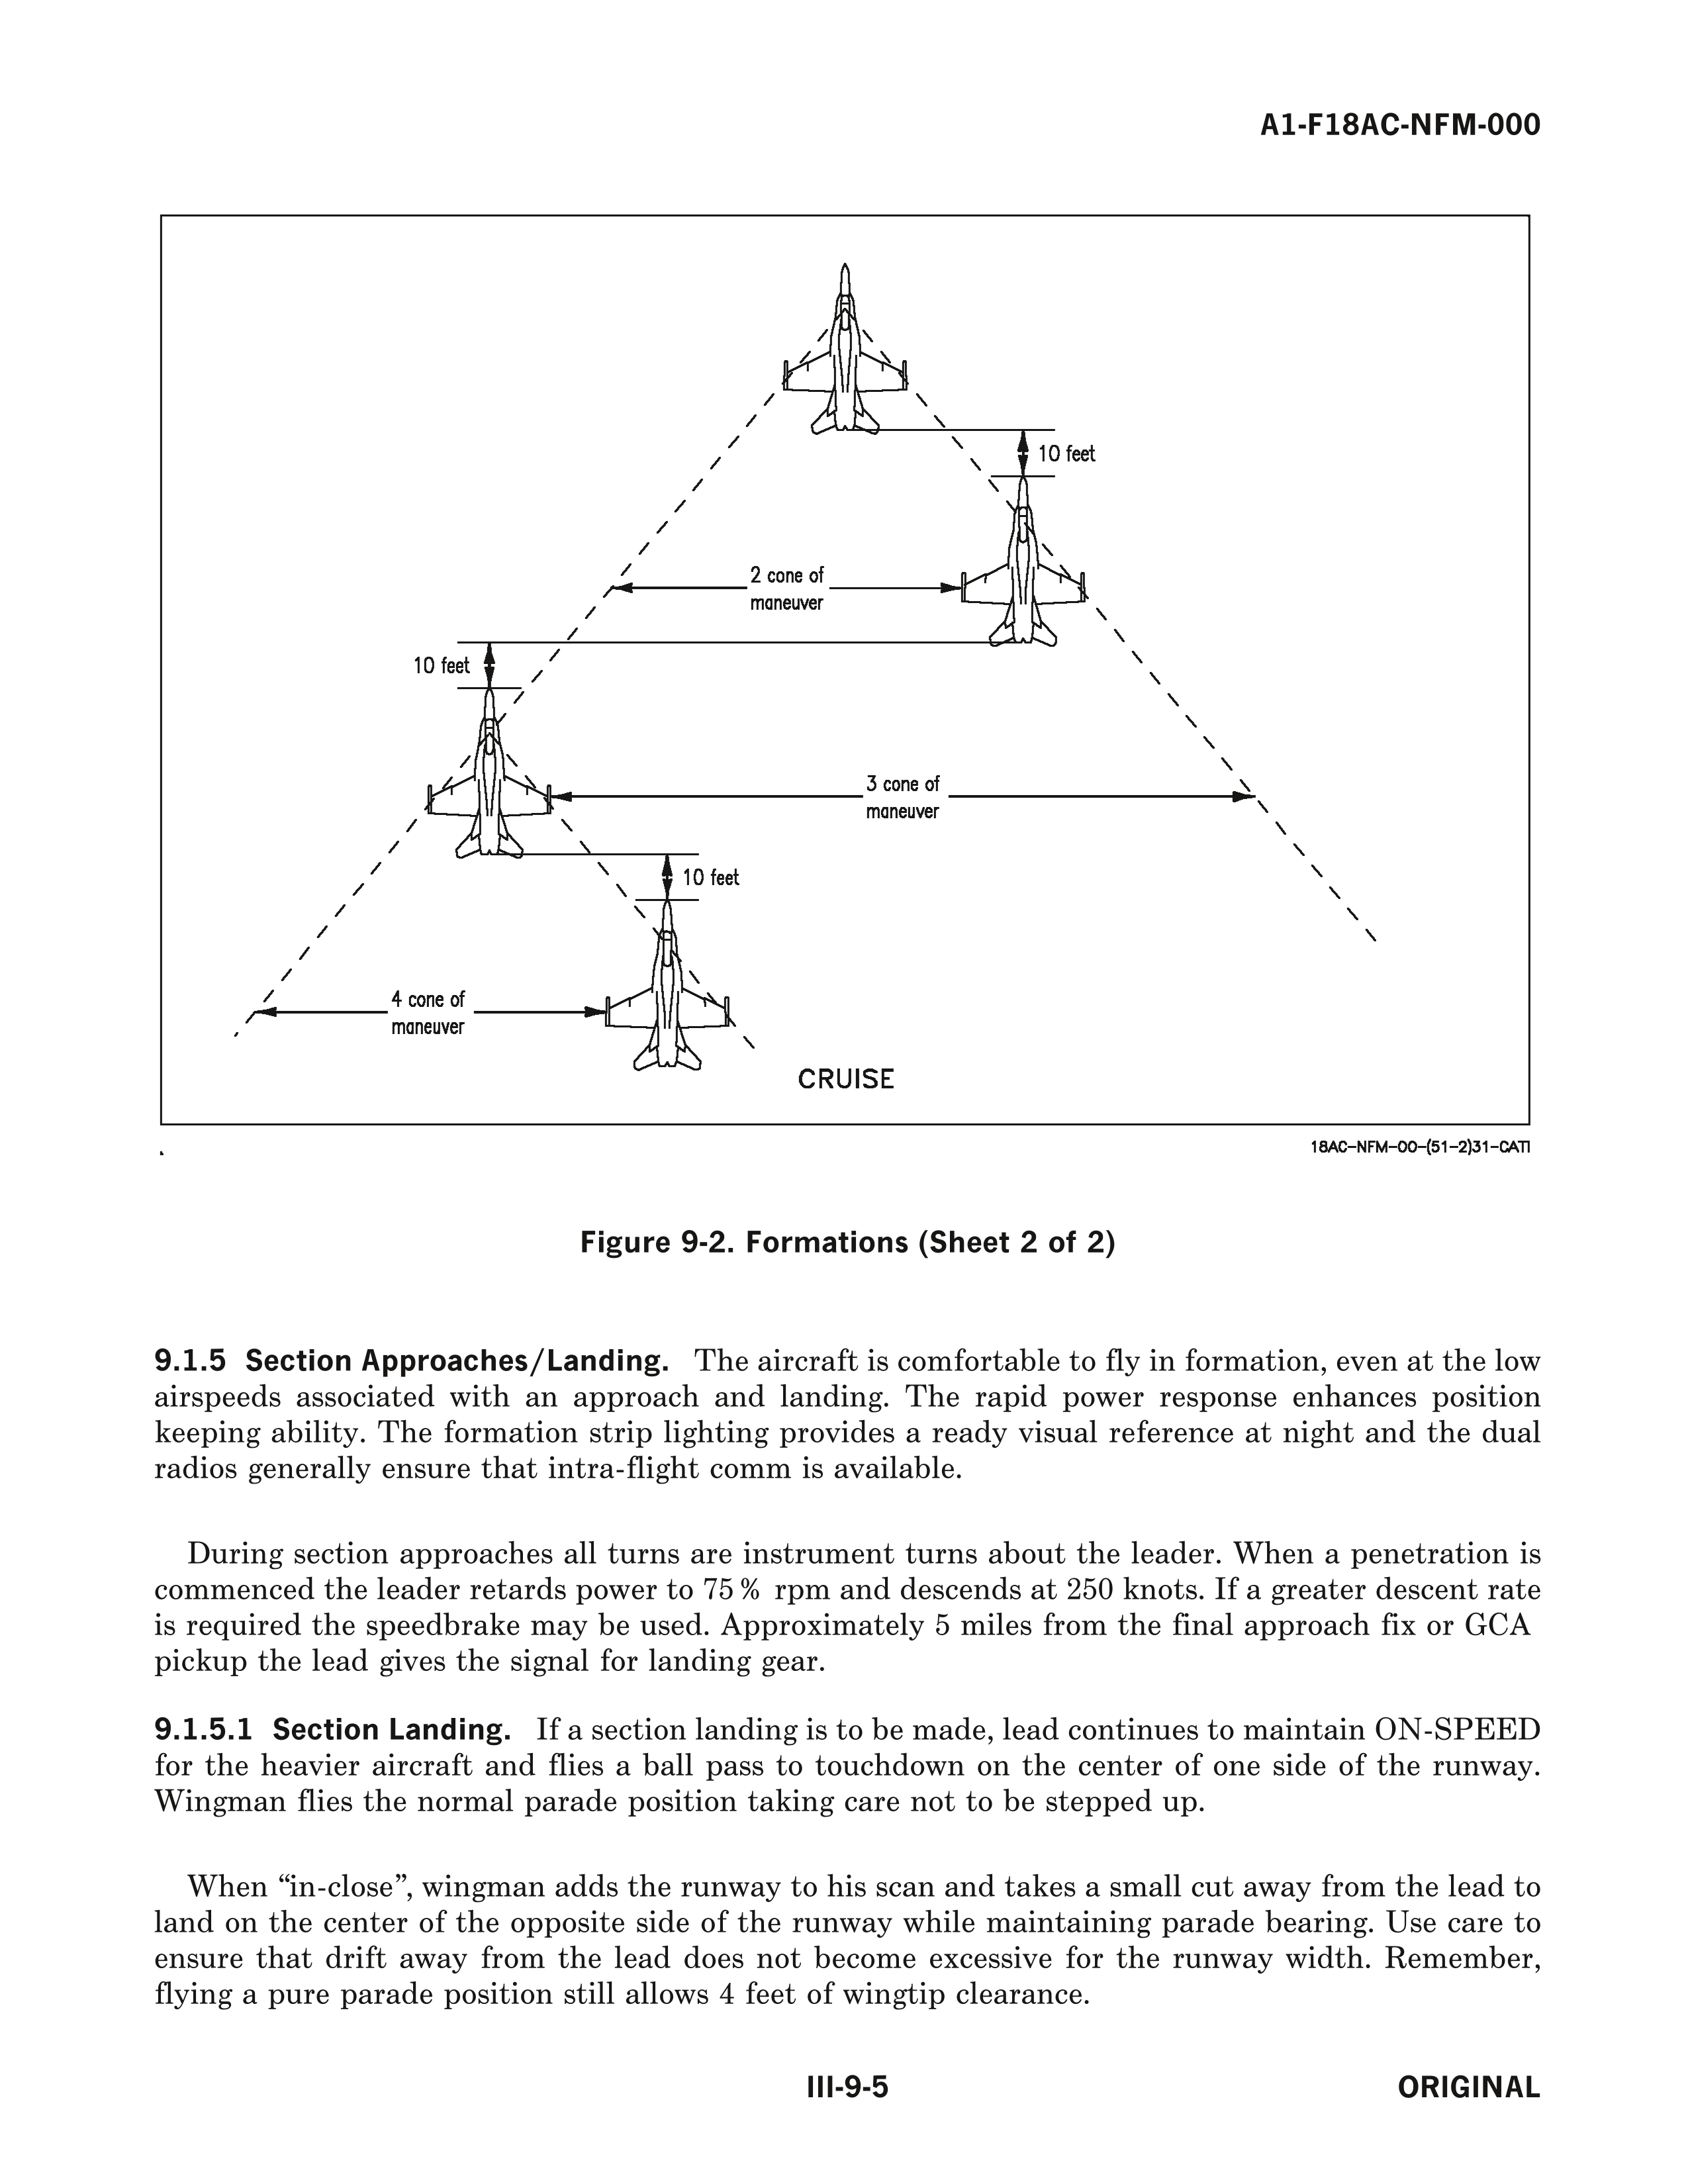 A1-F18AC-NFM-000
10 feet
2 cone of
maneuver
10 feet
3 cone of
maneuver
10 feet
4 cone of
maneuver
CRUISE
18AC-NFM-00-(51-2)31-CATI
Figure 9-2. Formations (Sheet 2 of 2)
9.1.5 Section Approaches/Landing. The aircraft is comfortable to fly in formation, even at the low
airspeeds associated with an approach and landing. The rapid power response enhances position
keeping ability. The formation strip lighting provides a ready visual reference at night and the dual
radios generally ensure that intra-flight comm is available.
During section approaches all turns are instrument turns about the leader. When a penetration is
commenced the leader retards power to 75% rpm and descends at 250 knots. If a greater descent rate
is required the speedbrake may be used. Approximately 5 miles from the final approach fix or GCA
pickup the lead gives the signal for landing gear.
9.1.5.1 Section Landing. If a section landing is to be made, lead continues to maintain ON-SPEED
for the heavier aircraft and flies a ball pass to touchdown on the center of one side of the runway.
Wingman flies the normal parade position taking care not to be stepped up.
When “in-close”, wingman adds the runway to his scan and takes a small cut away from the lead to
land on the center of the opposite side of the runway while maintaining parade bearing. Use care to
ensure that drift away from the lead does not become excessive for the runway width. Remember,
flying a pure parade position still allows 4 feet of wingtip clearance.
III-9-5
ORIGINAL